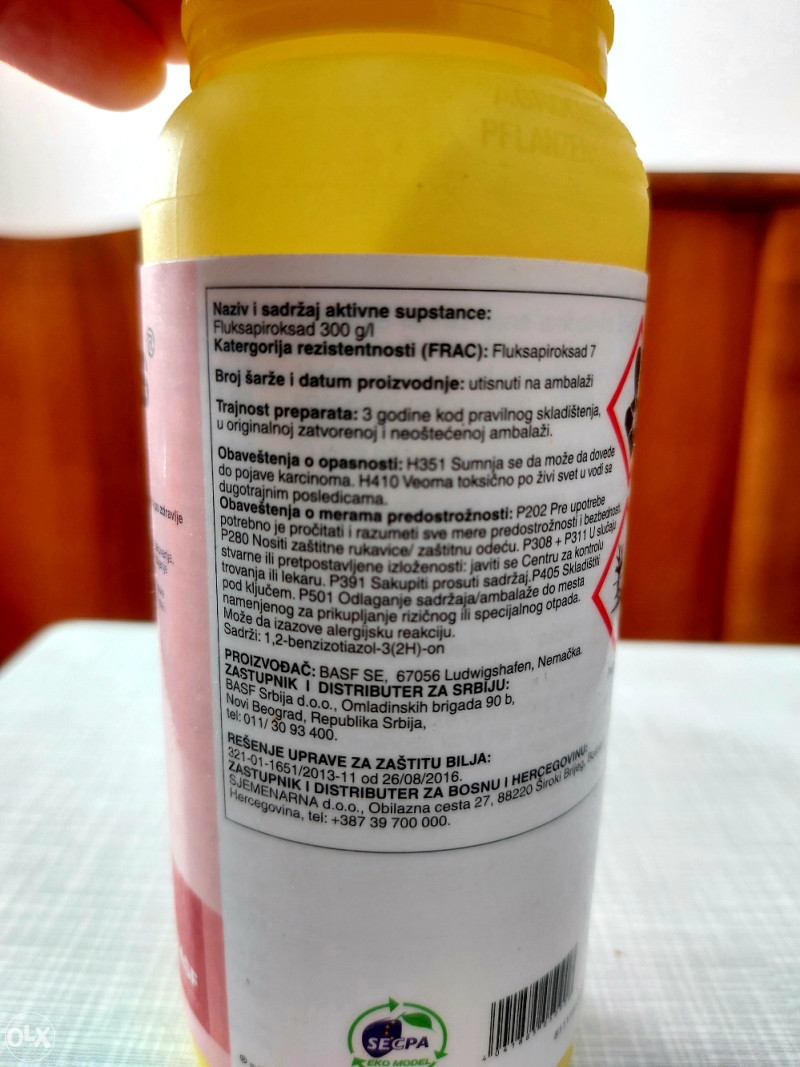 Naziv i sadržaj aktivne supstance:
Fluksapiroksad 300 g/l
Katergorija rezistentnosti (FRAC): Fluksapiroksad 7
Broj šarže i datum proizvodnje: utisnuti na ambalaži
Trajnost preparata: 3 godine kod pravilnog skladištenja,
u originalnoj zatvorenoj i neoštećenoj ambalaži.
Obaveštenja o opasnosti: H351 Sumnja se da može da dovede
do pojave karcinoma. H410 Veoma toksično po živi svet u vodi sa
dugotrajnim posledicama.
Obaveštenja o merama predostrožnosti: P202 Pre upotrebe
potrebno je pročitati i razumeti sve mere predostrožnosti i bezbednosti.
P280 Nositi zaštitne rukavice/ zaštitnu odeću. P308 + P311 U slučaju
stvarne ili pretpostavljene izloženosti: javiti se Centru za kontrolu
trovanja ili lekaru. P391 Sakupiti prosuti sadržaj.P405 Skladištiti
pod ključem. P501 Odlaganje sadržaja/ambalaže do mesta
namenjenog za prikupljanje rizičnog ili specijalnog otpada.
Može da izazove alergijsku reakciju.
Sadrži: 1,2-benzizotiazol-3(2H)-on
PROIZVOĐAČ: BASF SE, 67056 Ludwigshafen, Nemačka.
ZASTUPNIK I DISTRIBUTER ZA SRBIJU:
BASF Srbija d.o.o., Omladinskih brigada 90 b,
Novi Beograd, Republika Srbija,
tel: 011/ 30 93 400.
REŠENJE UPRAVE ZA ZAŠTITU BILJA:
321-01-1651/2013-11 od 26/08/2016.
ZASTUPNIK I DISTRIBUTER ZA BOSNU I HERCEGOVINU:
SJEMENARNA d.o.o., Obilazna cesta 27, 88220 Široki Brijeg,
Hercegovina, tel: +387 39 700 000.
SECPA
EKO MODEL
OLX